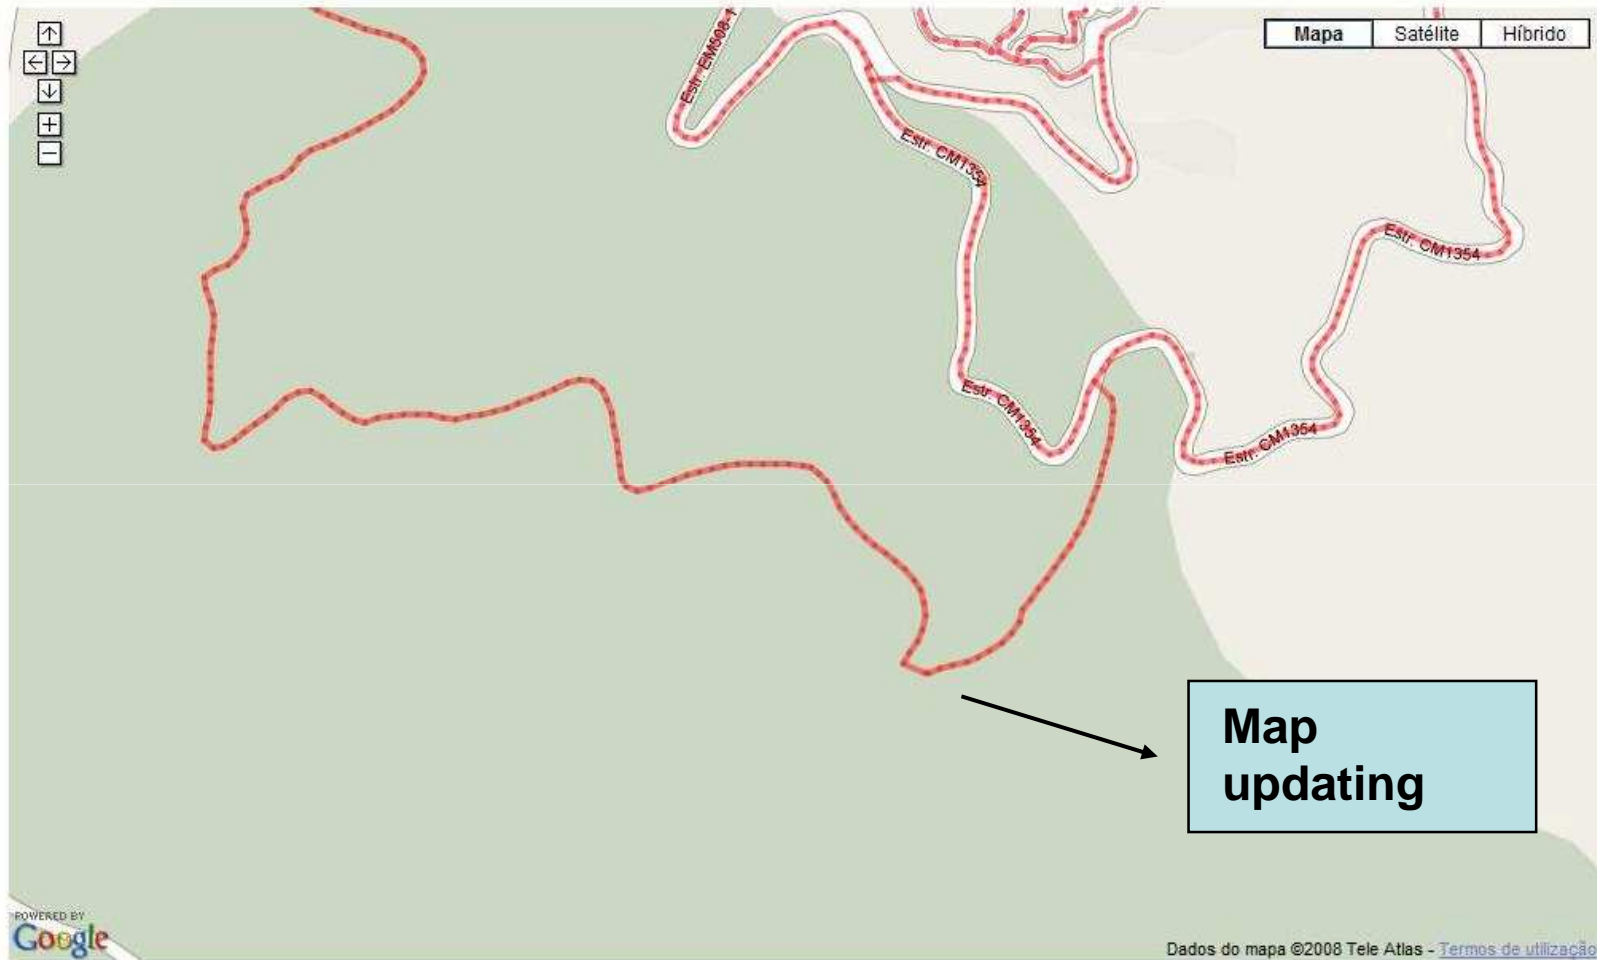 Mapa Satélite Híbrido
Estr. EM508-1
Estr. CM1354
Estr. CM1354
Estr. CM1354
Estr. CM1354
Map
updating
POWERED BY
Google
Dados do mapa ©2008 Tele Atlas - Termos de utilização